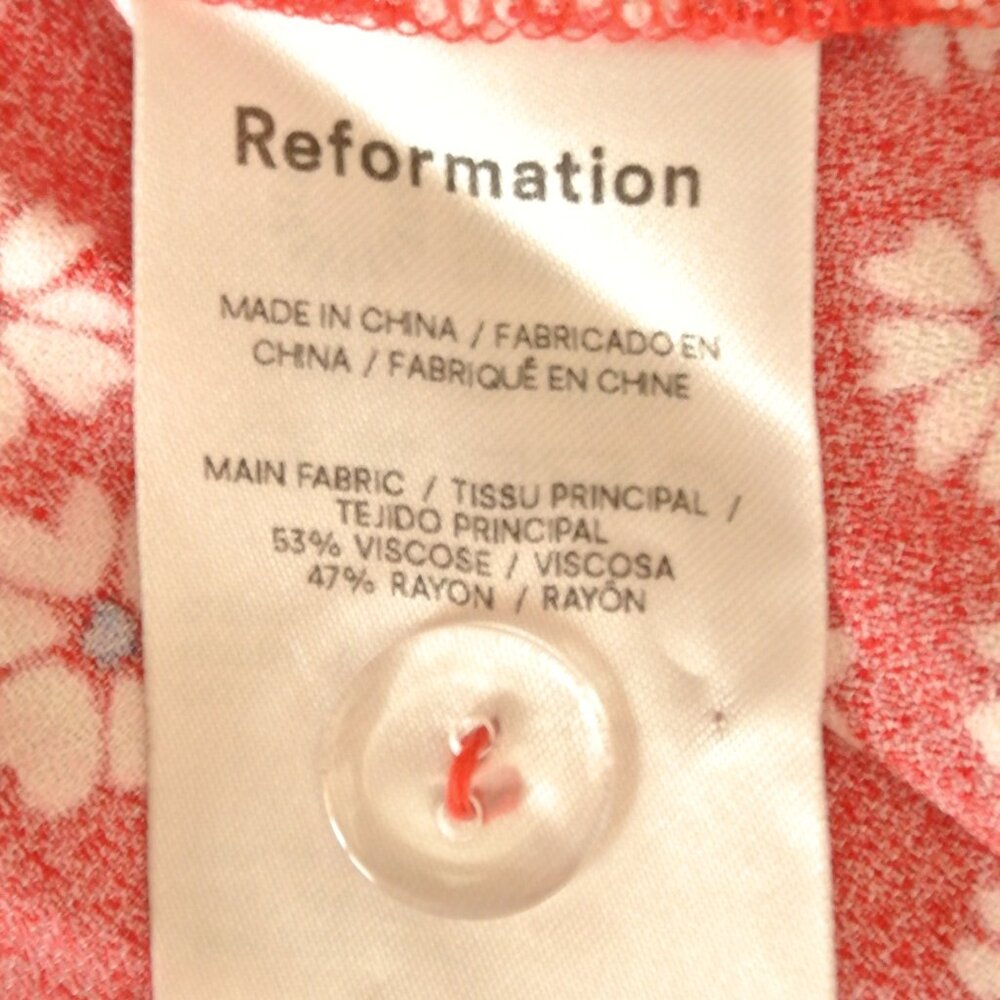 Reformation
MADE IN CHINA / FABRICADO EN
CHINA / FABRIQUÉ EN CHINE
MAIN FABRIC / TISSU PRINCIPAL /
TEJIDO PRINCIPAL
53% VISCOSE / VISCOSA
47% RAYON / RAYÓN